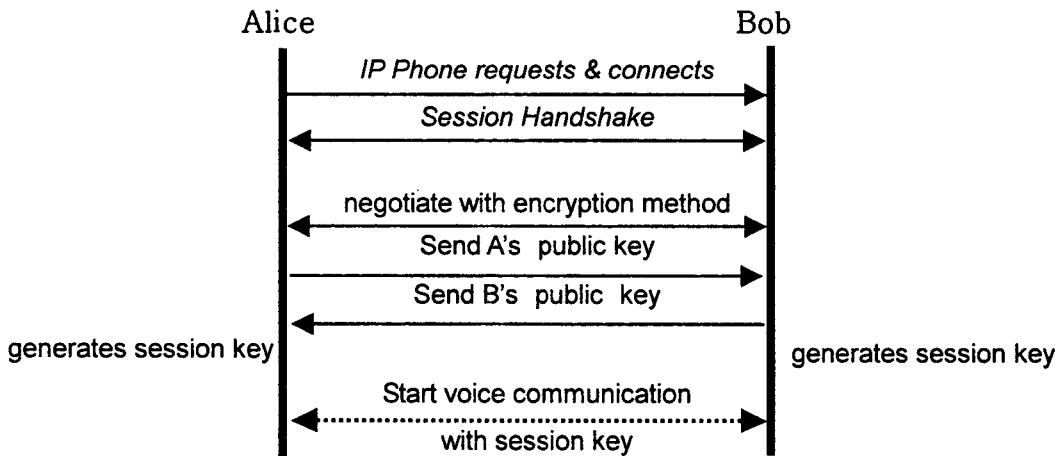 Alice
Bob
IP Phone requests & connects
Session Handshake
negotiate with encryption method
Send A's public key
Send B's public key
generates session key
generates session key
Start voice communication
with session key